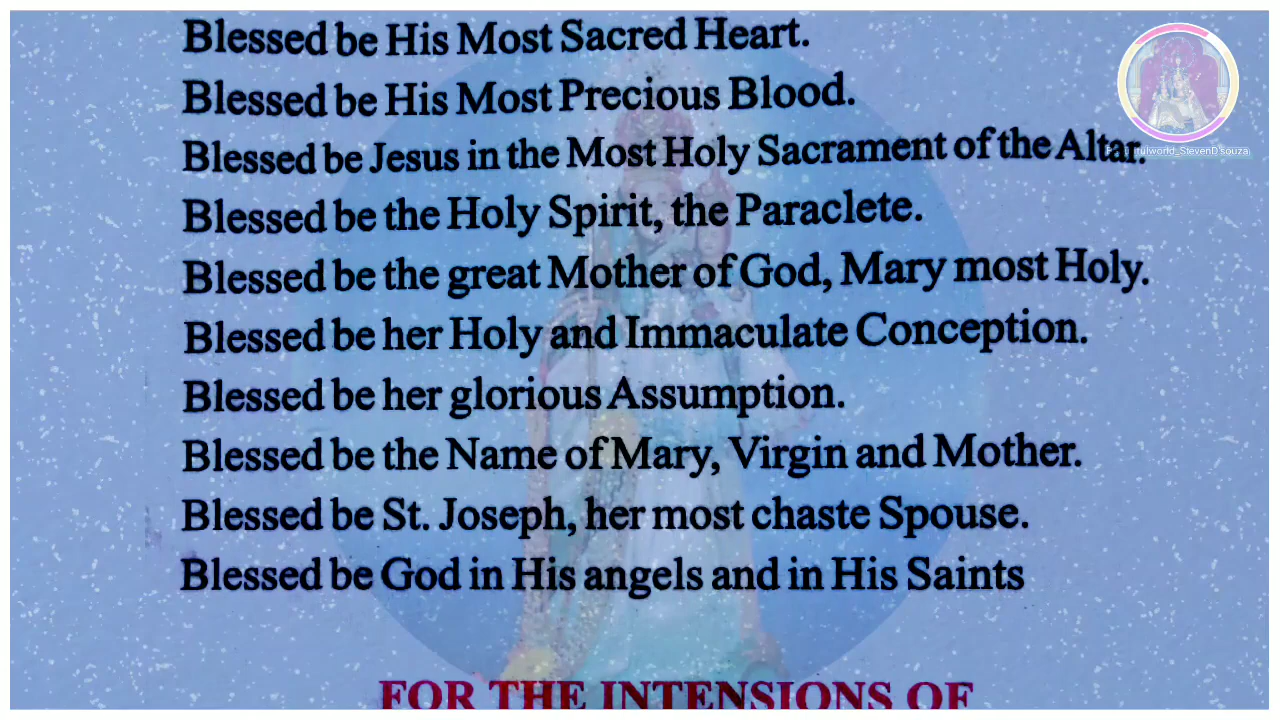 Blessed be His Most Sacred Heart.
Blessed be His Most Precious Blood.
Blessed be Jesus in the Most Holy Sacrament of the Altar.
Blessed be the Holy Spirit, the Paraclete.
Blessed be the great Mother of God, Mary most Holy.
Blessed be her Holy and Immaculate Conception.
Blessed be her glorious Assumption.
Blessed be the Name of Mary, Virgin and Mother.
Blessed be St. Joseph, her most chaste Spouse.
Blessed be God in His angels and in His Saints
FOR THE INTENSIONS OF